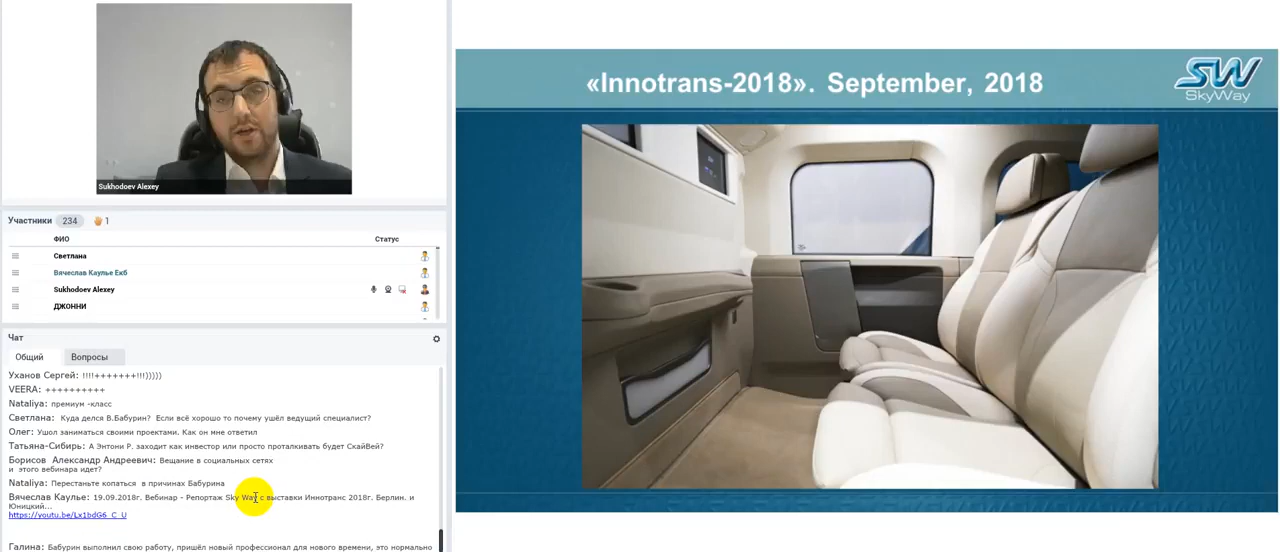 Sukhodoev Alexey
Участники 234 1
ФИО Статус
Светлана
Вячеслав Каулье Екб
Sukhodoev Alexey
ДЖОННИ
Чат
Общий Вопросы
Уханов Сергей: !!!!+++++++!!!)))))
VEERA: ++++++++++
Nataliya: премиум -класс
Светлана: Куда делся В.Бабурин? Если всё хорошо то почему ушёл ведущий специалист?
Олег: Ушол заниматься своими проектами. Как он мне ответил
Татьяна-Сибирь: А Энтони Р. заходит как инвестор или просто проталкивать будет СкайВей?
Борисов Александр Андреевич: Вещание в социальных сетях
и этого вебинара идет?
Nataliya: Перестаньте копаться в причинах Бабурина
Вячеслав Каулье: 19.09.2018г. Вебинар - Репортаж Sky Way с выставки Иннотранс 2018г. Берлин. и
Юницкий...
https://youtu.be/Lx1bdG6_C_U
Галина: Бабурин выполнил свою работу, пришёл новый профессионал для нового времени, это нормально
«Innotrans-2018». September, 2018
SW
SkyWay